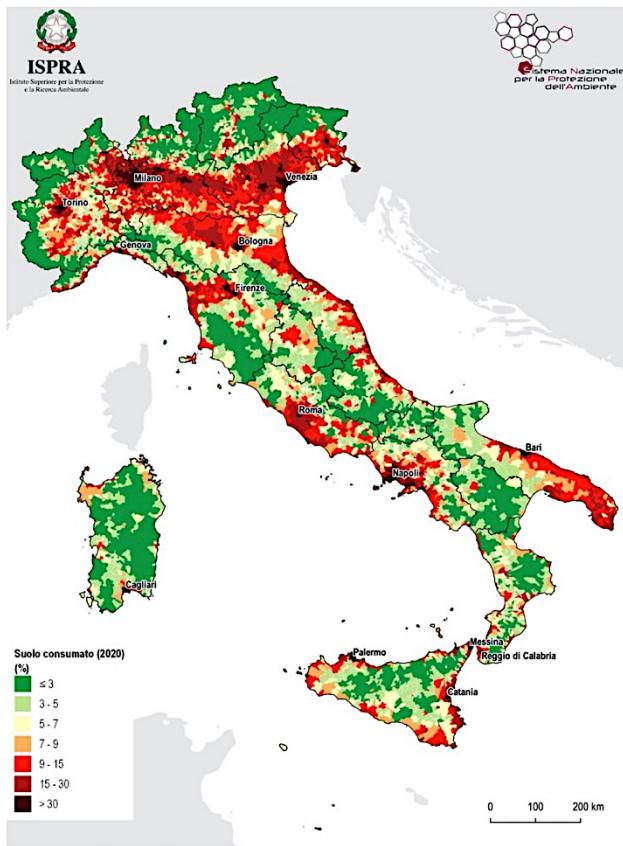 ISPRA
Istituto Superiore per la Protezione
e la Ricerca Ambientale
Sistema Nazionale
per la Protezione
dell'Ambiente
Milano
Venezia
Torino
Genova
Bologna
Firenze
Roma
Bari
Napoli
Cagliari
Messina
Palermo
Reggio di Calabria
Catania
Suolo consumato (2020)
(%)
≤ 3
3 - 5
5 - 7
7 - 9
9 - 15
15 - 30
> 30
0 100 200 km